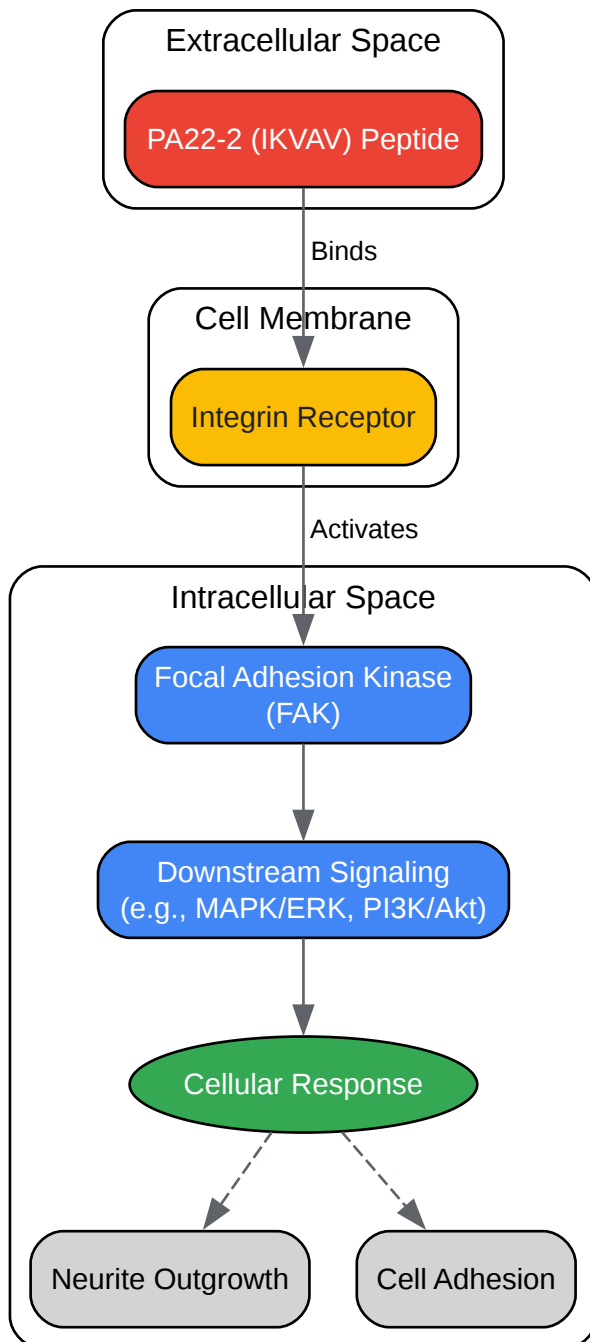 Extracellular Space
PA22-2 (IKVAV) Peptide
Binds
Cell Membrane
Integrin Receptor
Activates
Intracellular Space
Focal Adhesion Kinase
(FAK)
Downstream Signaling
(e.g., MAPK/ERK, PI3K/Akt)
Cellular Response
Neurite Outgrowth
Cell Adhesion